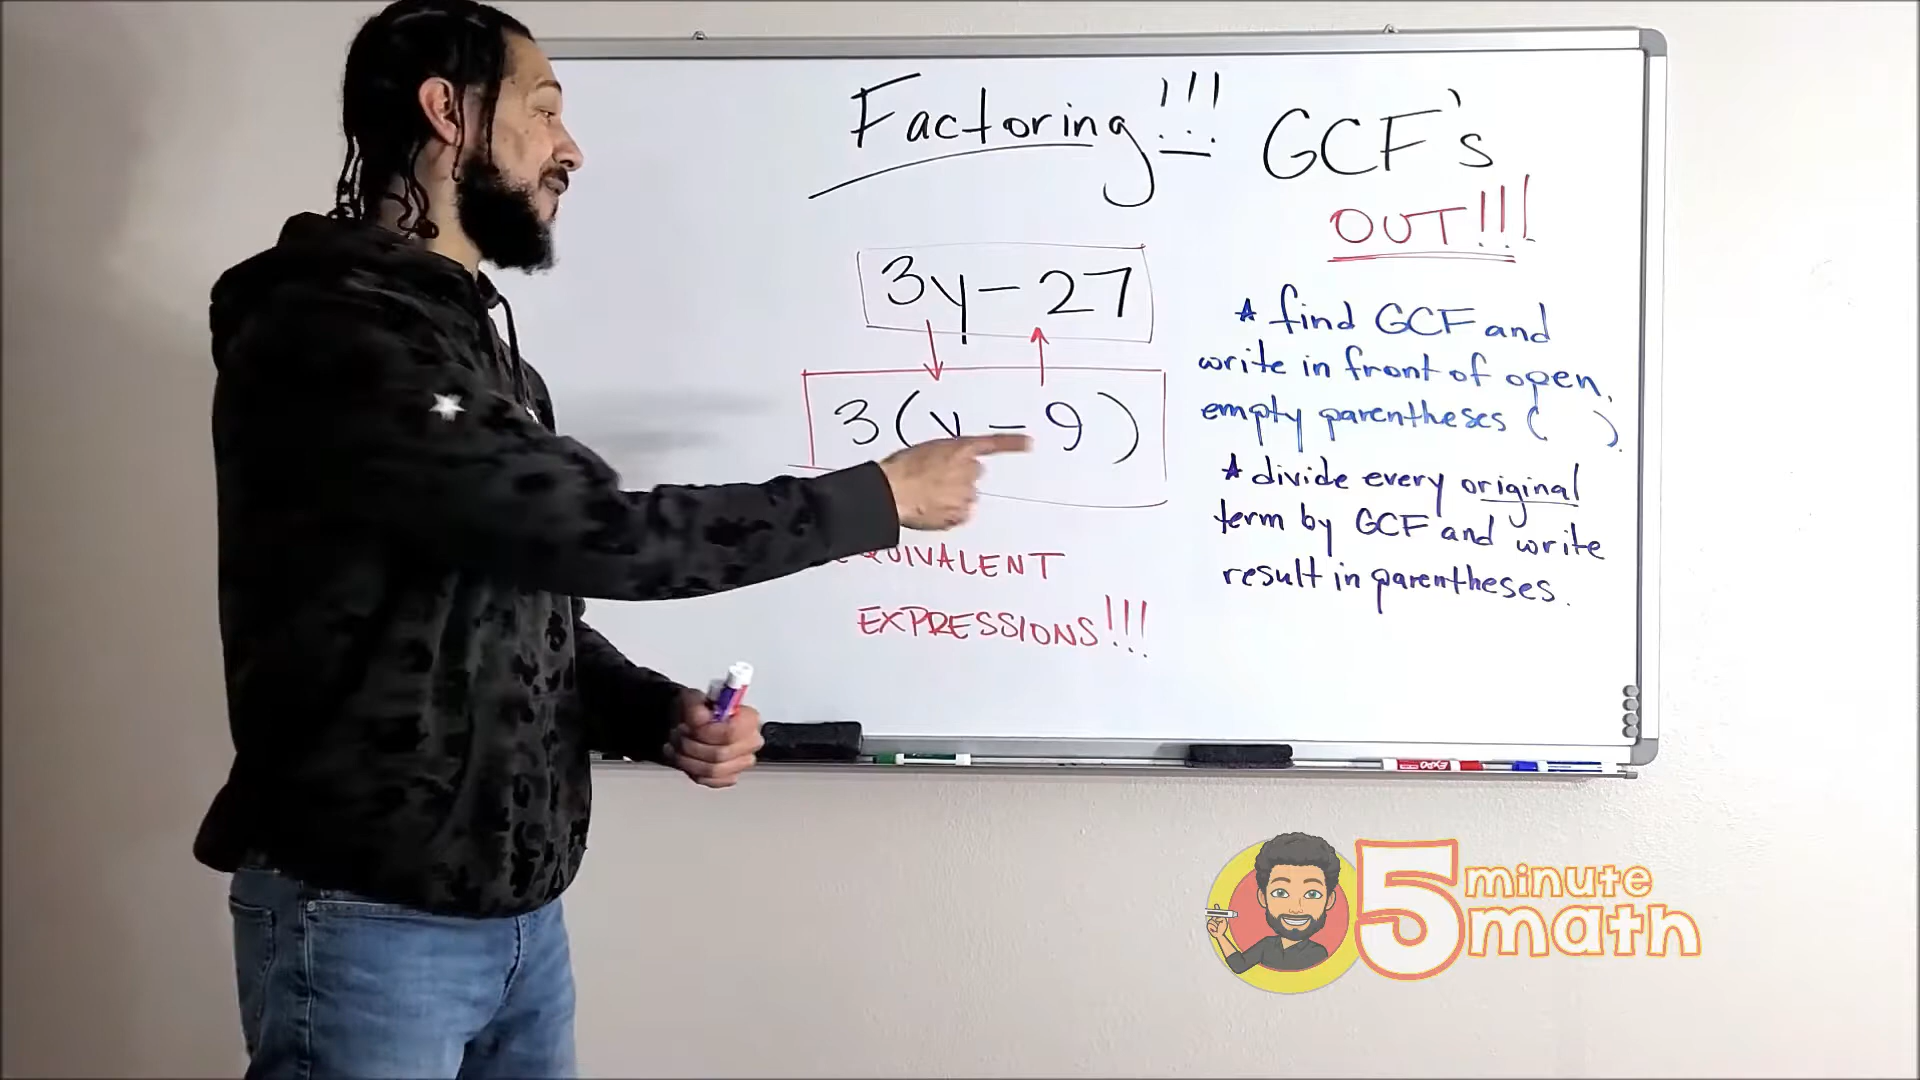 Factoring!!! GCF's
OUT!!!
3y-27
3(y-9)
EQUIVALENT
EXPRESSIONS!!!
* find GCF and
write in front of open,
empty parentheses ( ).
* divide every original
term by GCF and write
result in parentheses.
EXPO
5 minute
math